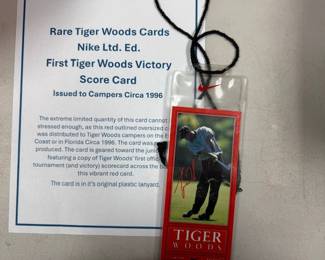 Rare Tiger Woods Cards
Nike Ltd. Ed.
First Tiger Woods Victory
Score Card
Issued to Campers Circa 1996
The extreme limited quantity of this card cannot
stressed enough, as this red outlined oversized
was distributed to Tiger Woods campers on the E
Coast or in Florida Circa 1996. The card was
produced. The card is geared toward the
featuring a copy of Tiger Woods' first
tournament (and victory) scorecard across the
this vibrant red card.
The card is in it's original plastic lanyard.
TIGER
WOODS